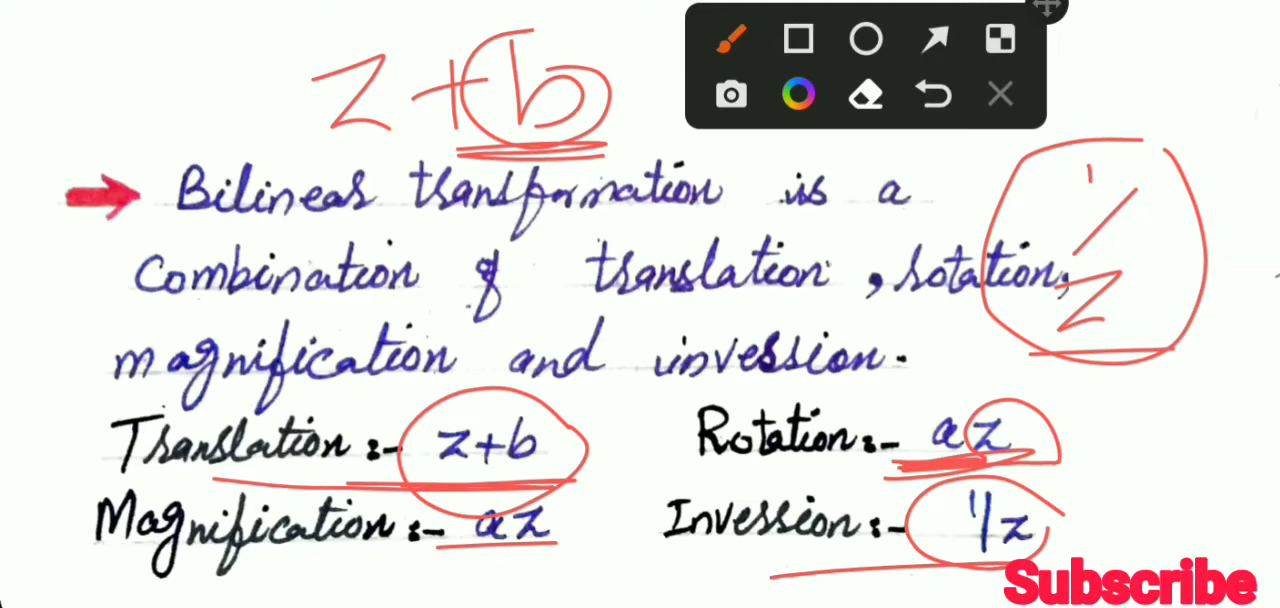 z+b
Bilinear transformation is a
1/z
Combination of translation, rotation,
magnification and inversion.
Translation :- z+b
Rotation :- az
Magnification :- az
Inversion :- 1/z
Subscribe